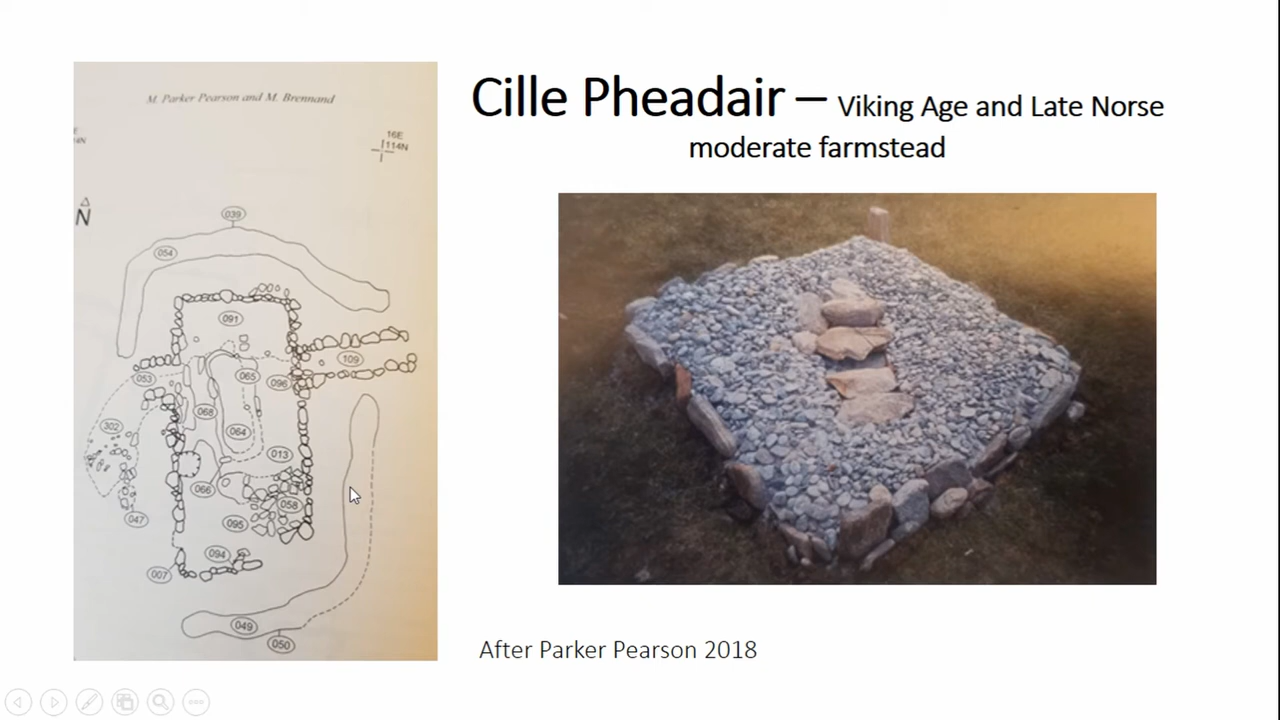 M. Parker Pearson and M. Brennand
16E
114N
N
039
054
091
109
053
065
096
068
302
064
013
066
058
047
095
094
007
049
050
Cille Pheadair – Viking Age and Late Norse
moderate farmstead
After Parker Pearson 2018